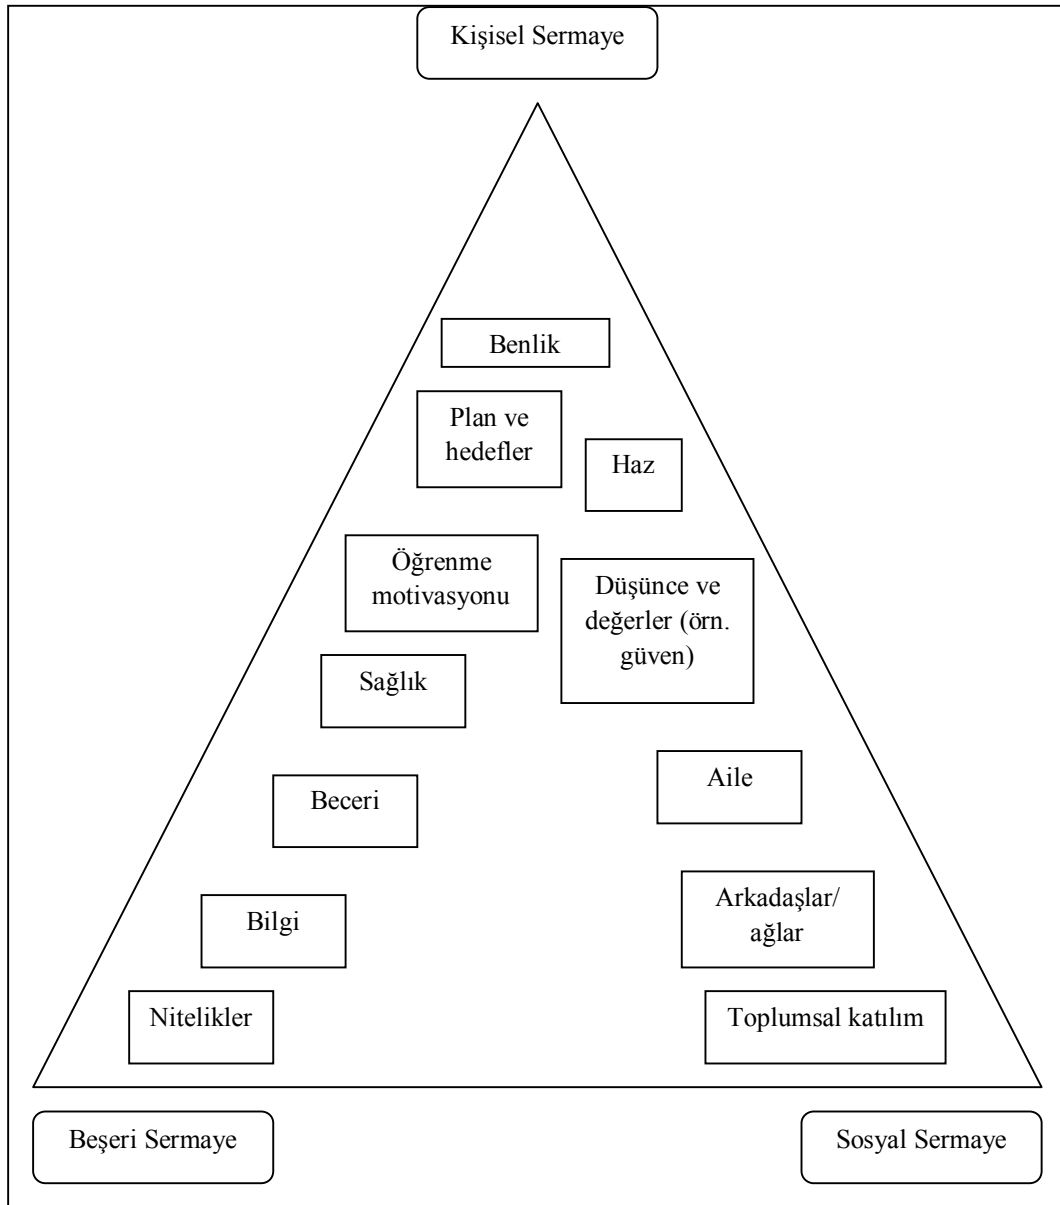 Kişisel Sermaye
Benlik
Plan ve
hedefler
Haz
Öğrenme
motivasyonu
Düşünce ve
değerler (örn.
güven)
Sağlık
Aile
Beceri
Arkadaşlar/
ağlar
Bilgi
Nitelikler
Toplumsal katılım
Beşeri Sermaye
Sosyal Sermaye